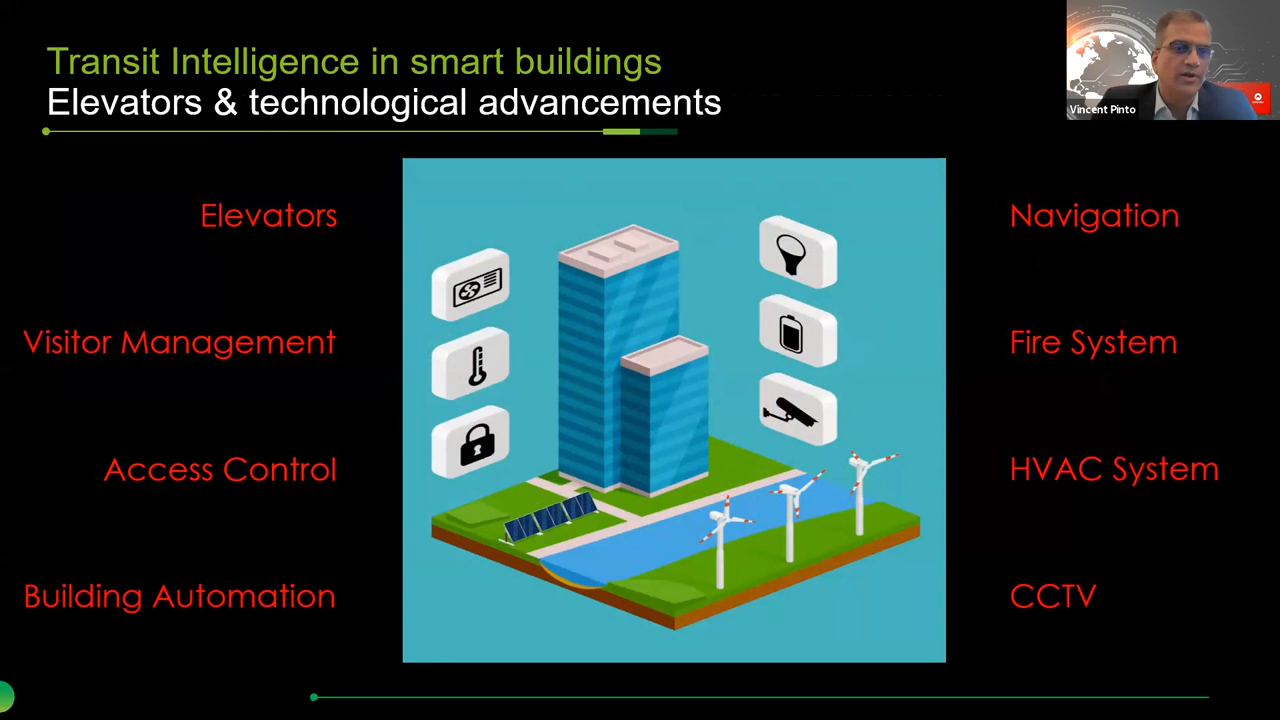 Transit Intelligence in smart buildings
Elevators & technological advancements
Vincent Pinto
Elevators
Navigation
Visitor Management
Fire System
Access Control
HVAC System
Building Automation
CCTV